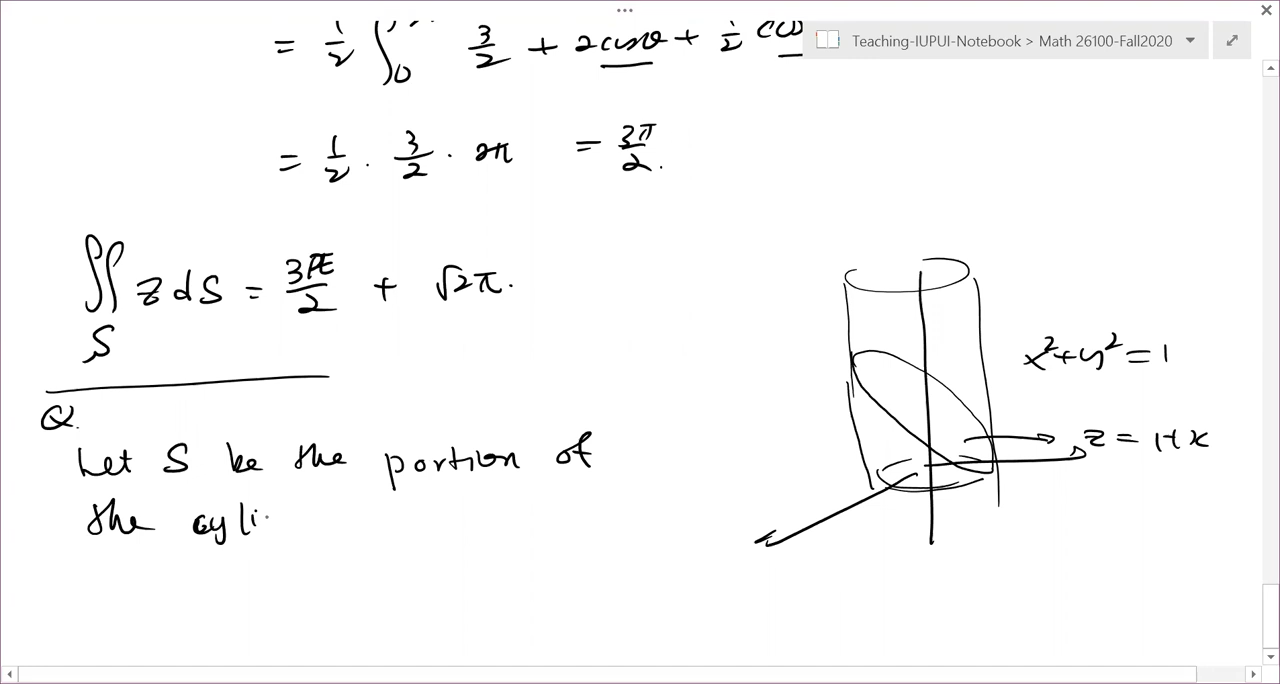 Teaching-IUPUI-Notebook > Math 26100-Fall2020
= 1/2 ∫₀ 3/2 + 2cosθ + 1/2 cos
= 1/2 · 3/2 · 2π = 3π/2.
∬_S z dS = 3π/2 + √2π.
x²+y²=1
Q.
z = 1+x
Let S be the portion of
the cyli